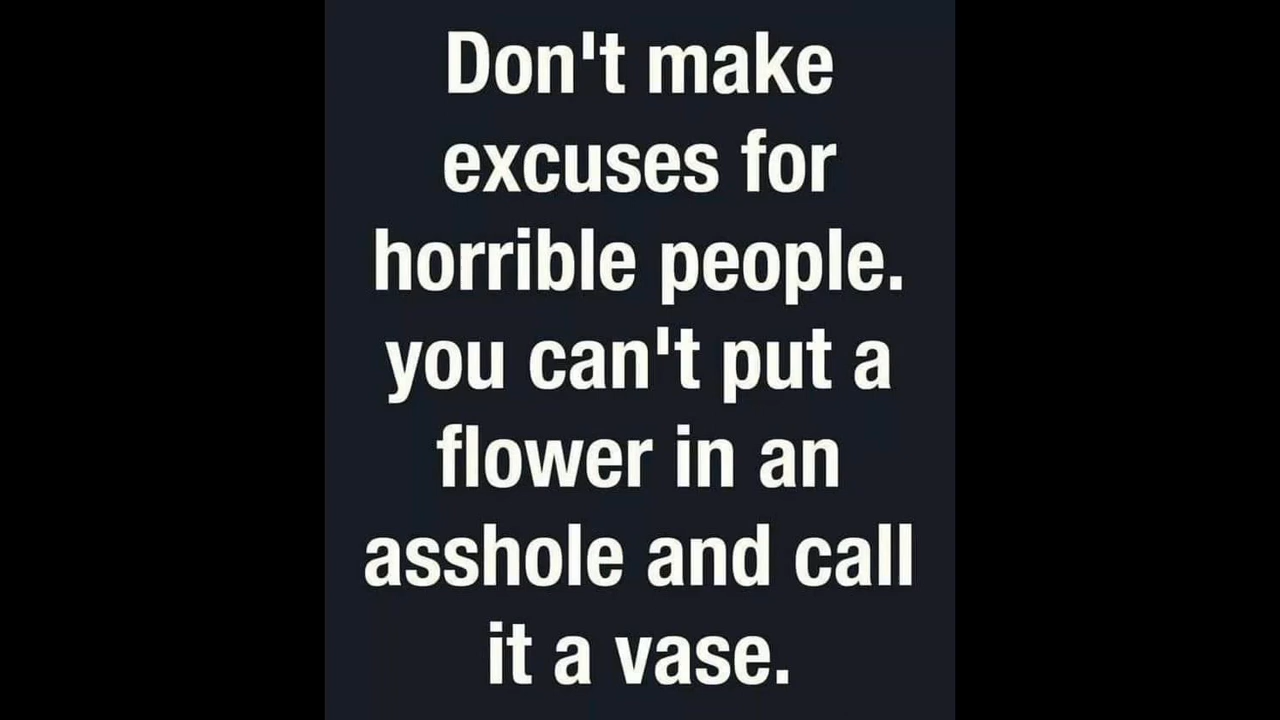 Don't make
excuses for
horrible people.
you can't put a
flower in an
asshole and call
it a vase.